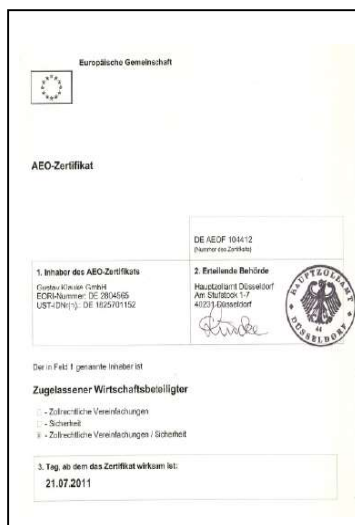 Europäische Gemeinschaft
AEO-Zertifikat
DE AEOF 104412
(Nummer des Zertifikats)
1. Inhaber des AEO-Zertifikats
Gustav Klauke GmbH
EORI-Nummer: DE 2804565
UST-IDNr(n).: DE 1625701152
2. Erteilende Behörde
Hauptzollamt Düsseldorf
Am Stufstock 1-7
40231 Düsseldorf
HAUPTZOLLAMT
44
DÜSSELDORF
Der in Feld 1 genannte Inhaber ist
Zugelassener Wirtschaftsbeteiligter
- Zollrechtliche Vereinfachungen
- Sicherheit
x - Zollrechtliche Vereinfachungen / Sicherheit
3. Tag, ab dem das Zertifikat wirksam ist:
21.07.2011